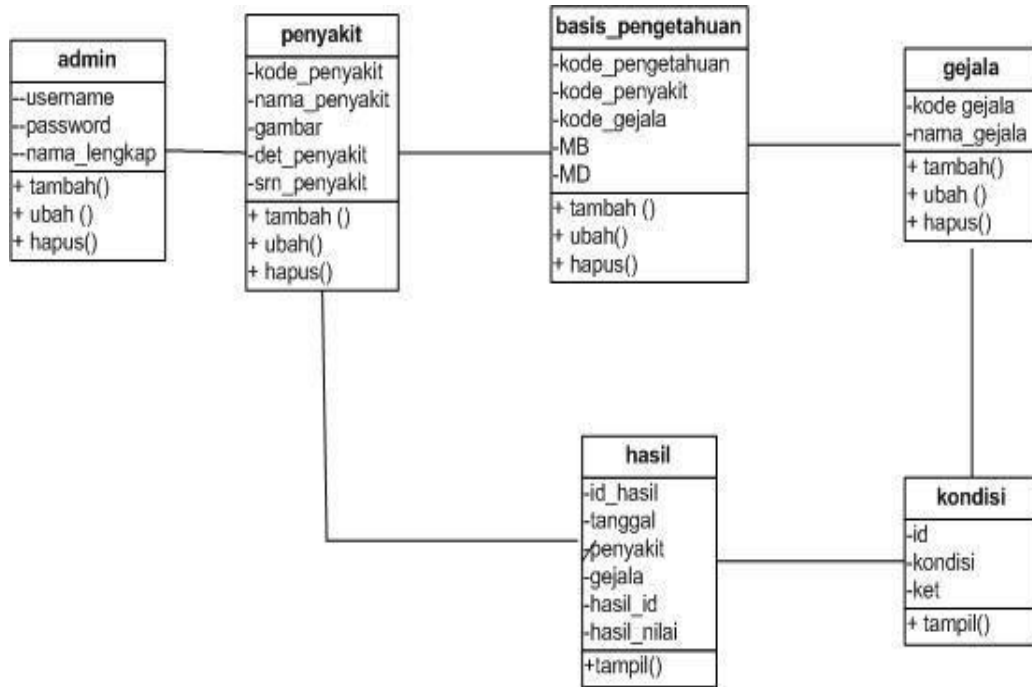 admin
--username
--password
--nama_lengkap
+ tambah()
+ ubah ()
+ hapus()
penyakit
-kode_penyakit
-nama_penyakit
-gambar
-det_penyakit
-srn_penyakit
+ tambah ()
+ ubah()
+ hapus()
basis_pengetahuan
-kode_pengetahuan
-kode_penyakit
-kode_gejala
-MB
-MD
+ tambah ()
+ ubah()
+ hapus()
gejala
-kode gejala
-nama_gejala
+ tambah()
+ ubah ()
+ hapus()
hasil
-id_hasil
-tanggal
-penyakit
-gejala
-hasil_id
-hasil_nilai
+tampil()
kondisi
-id
-kondisi
-ket
+ tampil()